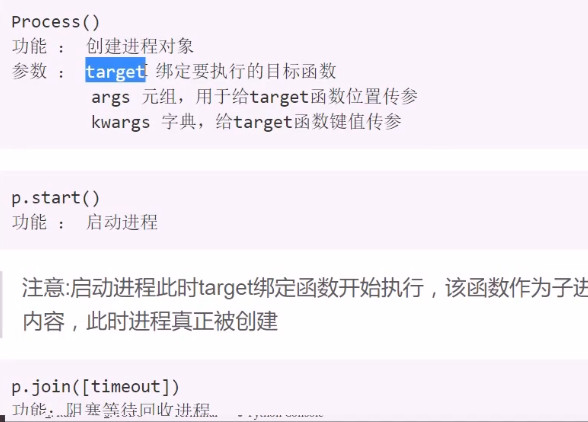 Process()
功能 ： 创建进程对象
参数 ： target 绑定要执行的目标函数
args 元组，用于给target函数位置传参
kwargs 字典，给target函数键值传参
p.start()
功能 ： 启动进程
注意:启动进程此时target绑定函数开始执行，该函数作为子进
内容，此时进程真正被创建
p.join([timeout])
功能：阻塞等待回收进程
Python Console